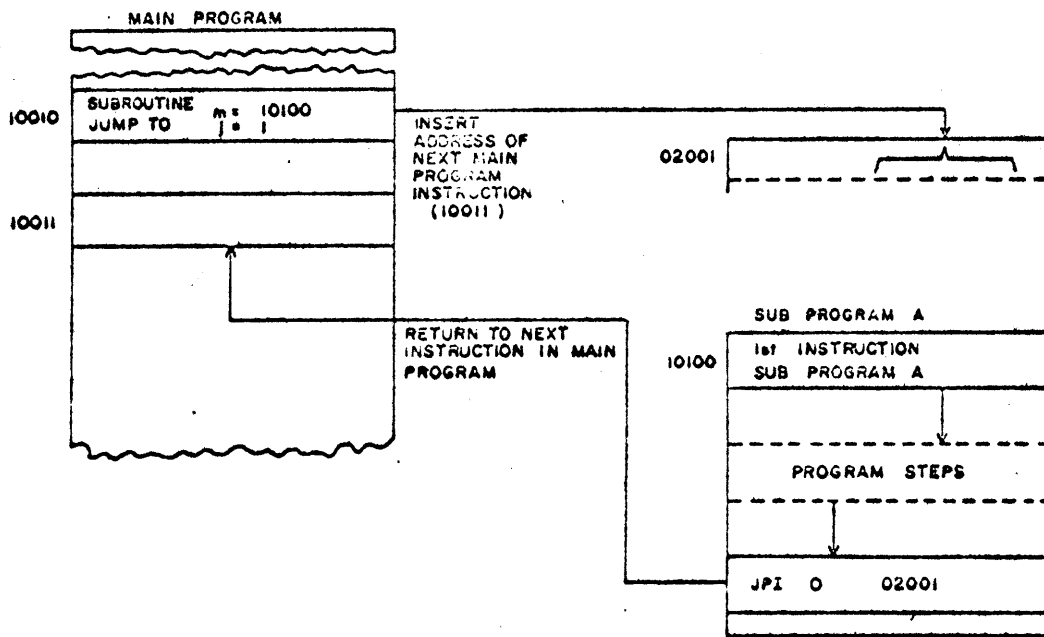 MAIN PROGRAM
10010
SUBROUTINE m = 10100
JUMP TO j = 1
INSERT
ADDRESS OF
NEXT MAIN
PROGRAM
INSTRUCTION
(10011)
02001
10011
RETURN TO NEXT
INSTRUCTION IN MAIN
PROGRAM
SUB PROGRAM A
10100
1st INSTRUCTION
SUB PROGRAM A
PROGRAM STEPS
JPI 0 02001